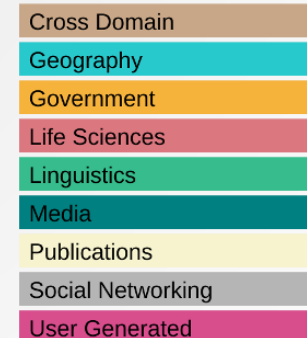 Cross Domain
Geography
Government
Life Sciences
Linguistics
Media
Publications
Social Networking
User Generated